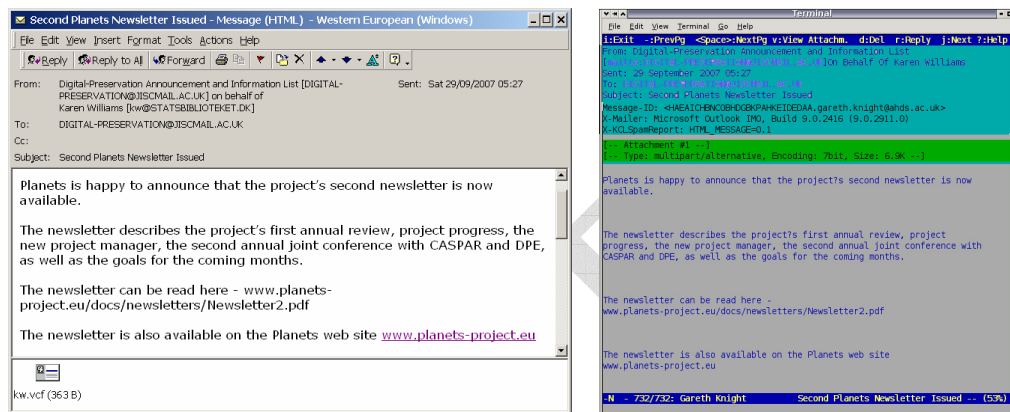 Second Planets Newsletter Issued - Message (HTML) - Western European (Windows)
File Edit View Insert Format Tools Actions Help
Reply Reply to All Forward
From: Digital-Preservation Announcement and Information List [DIGITAL-
PRESERVATION@JISCMAIL.AC.UK] on behalf of
Karen Williams [kw@STATSBIBLIOTEKET.DK]
Sent: Sat 29/09/2007 05:27
To: DIGITAL-PRESERVATION@JISCMAIL.AC.UK
Cc:
Subject: Second Planets Newsletter Issued
Planets is happy to announce that the project's second newsletter is now
available.
The newsletter describes the project's first annual review, project progress, the
new project manager, the second annual joint conference with CASPAR and DPE,
as well as the goals for the coming months.
The newsletter can be read here - www.planets-
project.eu/docs/newsletters/Newsletter2.pdf
The newsletter is also available on the Planets web site www.planets-project.eu
kw.vcf (363 B)
Terminal
File Edit View Terminal Go Help
i:Exit -:PrevPg <Space>:NextPg v:View Attachm. d:Del r:Reply j:Next ?:Help
From: Digital-Preservation Announcement and Information List
On Behalf Of Karen Williams
Sent: 29 September 2007 05:27
To:
Subject: Second Planets Newsletter Issued
Message-ID: <HAEAICHBNCOBHDGBKPAHKEIDEDAA.gareth.knight@ahds.ac.uk>
X-Mailer: Microsoft Outlook IMO, Build 9.0.2416 (9.0.2911.0)
X-KCLSpamReport: HTML_MESSAGE=0.1
[-- Attachment #1 --]
[-- Type: multipart/alternative, Encoding: 7bit, Size: 6.9K --]
Planets is happy to announce that the project?s second newsletter is now
available.
The newsletter describes the project?s first annual review, project
progress, the new project manager, the second annual joint conference with
CASPAR and DPE, as well as the goals for the coming months.
The newsletter can be read here -
www.planets-project.eu/docs/newsletters/Newsletter2.pdf
The newsletter is also available on the Planets web site
www.planets-project.eu
-N - 732/732: Gareth Knight Second Planets Newsletter Issued -- (53%)